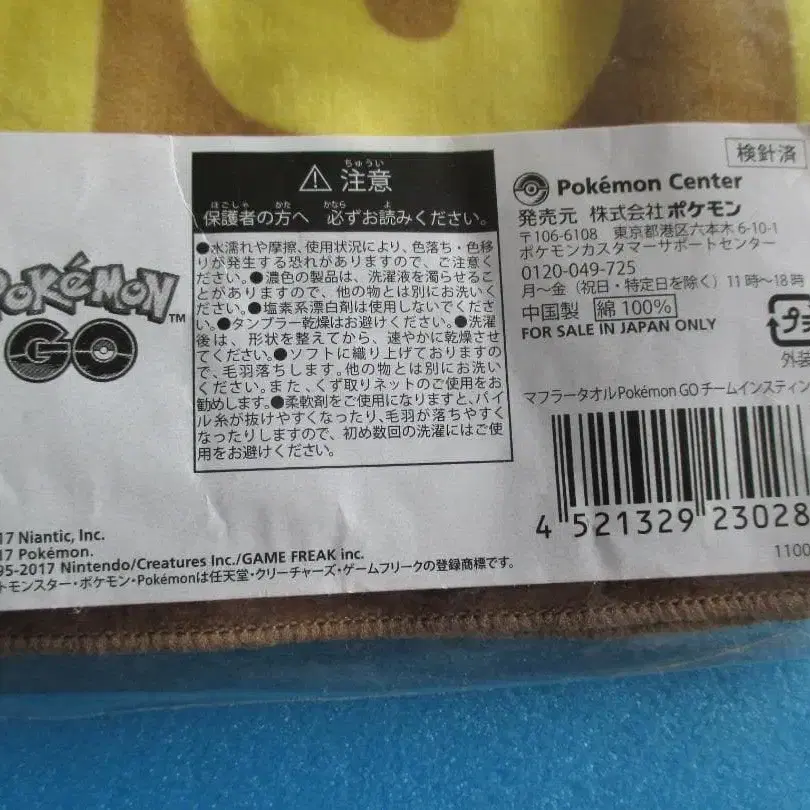 検針済
Pokémon Center
発売元 株式会社ポケモン
〒106-6108 東京都港区六本木6-10-1
ポケモンカスタマーサポートセンター
0120-049-725
月〜金(祝日・特定日を除く)11時〜18時
中国製 綿100%
FOR SALE IN JAPAN ONLY
プラ
外装
マフラータオルPokémon GO チームインスティン
4 521329 23028
1100
ちゅうい
⚠ 注意
ほごしゃ かた かなら よ
保護者の方へ 必ずお読みください。
●水濡れや摩擦、使用状況により、色落ち・色移
りが発生する恐れがありますので、ご注意く
ださい。●濃色の製品は、洗濯液を濁らせるこ
とがありますので、他の物とは別にお洗いく
ださい。●塩素系漂白剤は使用しないでくださ
い。●タンブラー乾燥はお避けください。●洗濯
後は、形状を整えてから、速やかに乾燥させ
てください。●ソフトに織り上げておりますの
で、毛羽落ちします。他の物とは別にお洗いく
ださい。また、くず取りネットのご使用をお
勧めします。●柔軟剤をご使用になりますと、パイ
ル糸が抜けやすくなったり、毛羽が落ちやすく
なったりしますので、初め数回の洗濯にはご使
用をお避けください。
POKÉMON
GO
™
17 Niantic, Inc.
17 Pokémon.
95-2017 Nintendo/Creatures Inc./GAME FREAK inc.
トモンスター・ポケモン・Pokémonは任天堂・クリーチャーズ・ゲームフリークの登録商標です。